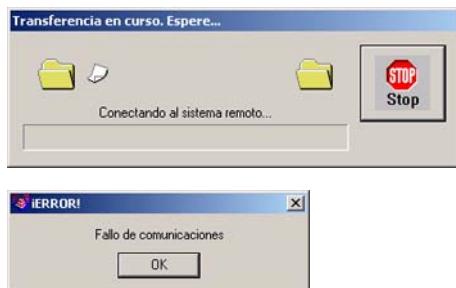 Transferencia en curso. Espere...
STOP
Stop
Conectando al sistema remoto...
¡ERROR!
Fallo de comunicaciones
OK